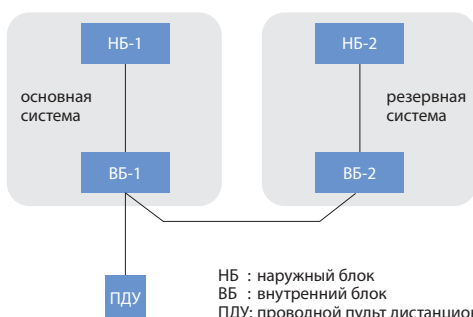 НБ-1
НБ-2
основная
система
резервная
система
ВБ-1
ВБ-2
ПДУ
НБ : наружный блок
ВБ : внутренний блок
ПДУ: проводной пульт